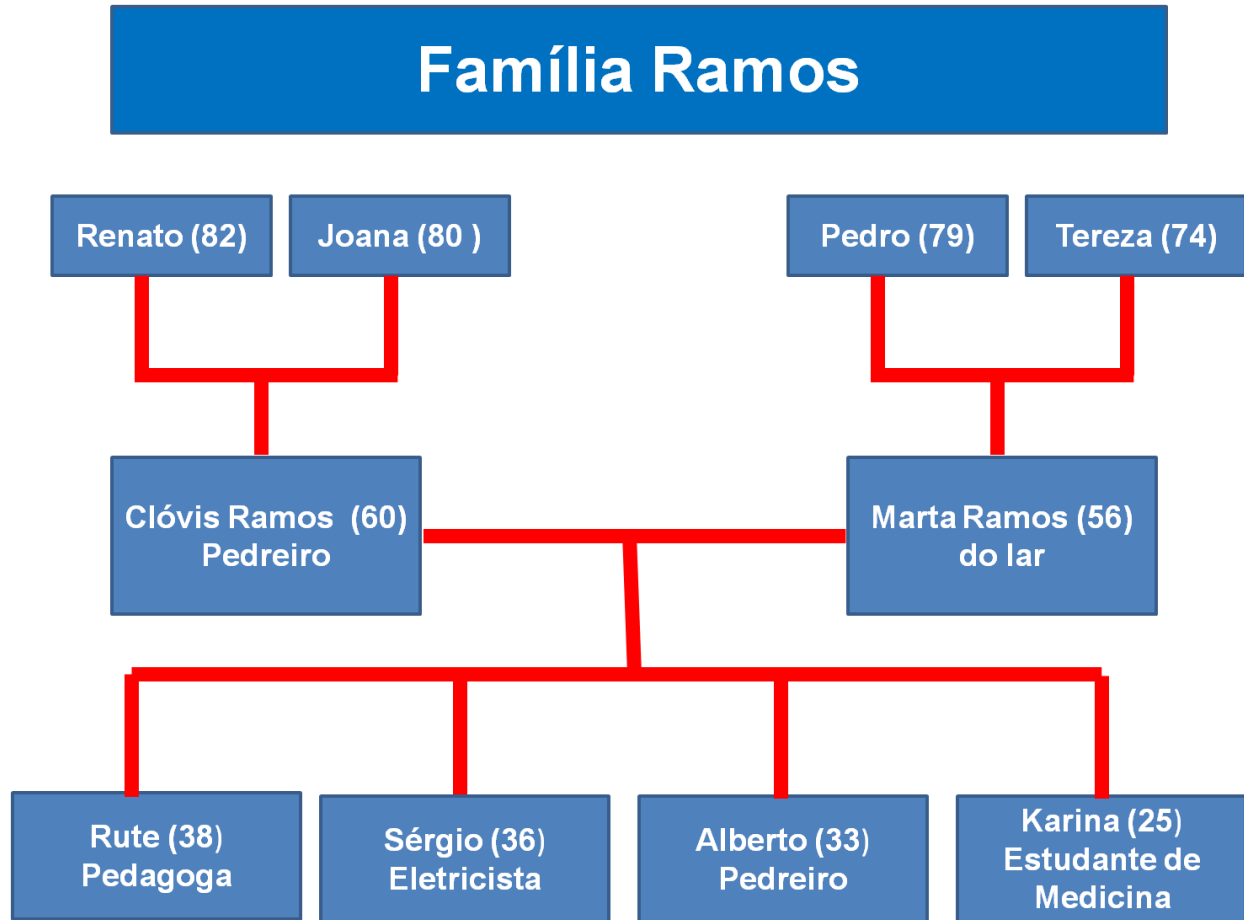 Família Ramos
Renato (82)
Joana (80 )
Pedro (79)
Tereza (74)
Clóvis Ramos (60)
Pedreiro
Marta Ramos (56)
do lar
Rute (38)
Pedagoga
Sérgio (36)
Eletricista
Alberto (33)
Pedreiro
Karina (25)
Estudante de
Medicina